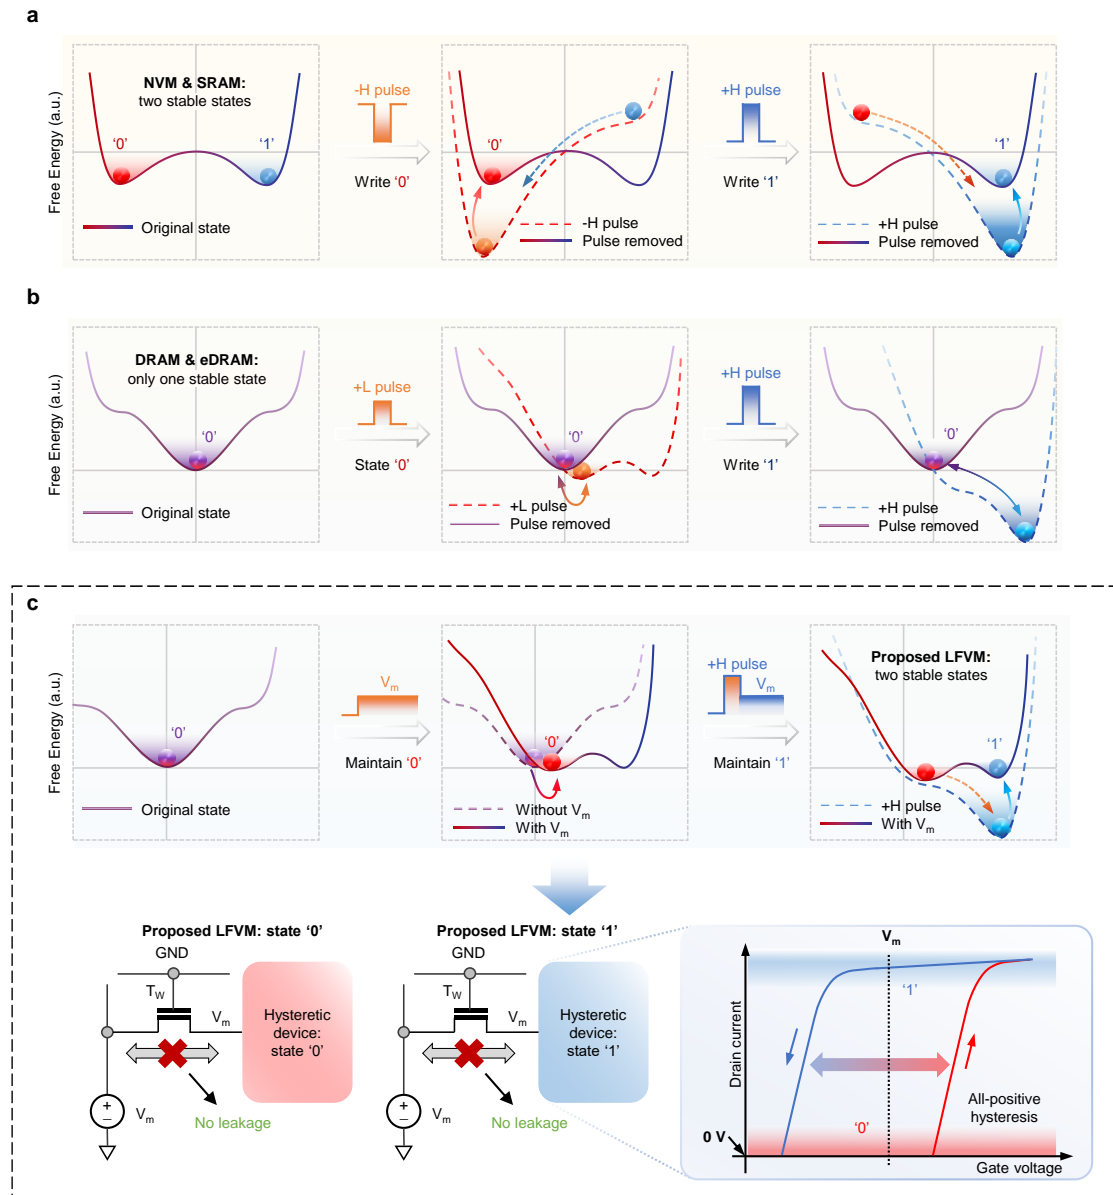 a
Free Energy (a.u.)
NVM & SRAM:
two stable states
'0'
'1'
Original state
-H pulse
Write '0'
'0'
-H pulse
Pulse removed
+H pulse
Write '1'
'1'
+H pulse
Pulse removed
b
Free Energy (a.u.)
DRAM & eDRAM:
only one stable state
'0'
Original state
+L pulse
State '0'
'0'
+L pulse
Pulse removed
+H pulse
Write '1'
'0'
+H pulse
Pulse removed
c
Free Energy (a.u.)
'0'
Original state
Vm
Maintain '0'
'0'
Without Vm
With Vm
+H pulse
Vm
Maintain '1'
Proposed LFVM:
two stable states
'1'
+H pulse
With Vm
Proposed LFVM: state '0'
GND
TW
Vm
Hysteretic
device:
state '0'
+
−
Vm
No leakage
Proposed LFVM: state '1'
GND
TW
Vm
Hysteretic
device:
state '1'
+
−
Vm
No leakage
Vm
Drain current
'1'
All-positive
hysteresis
'0'
0 V
Gate voltage